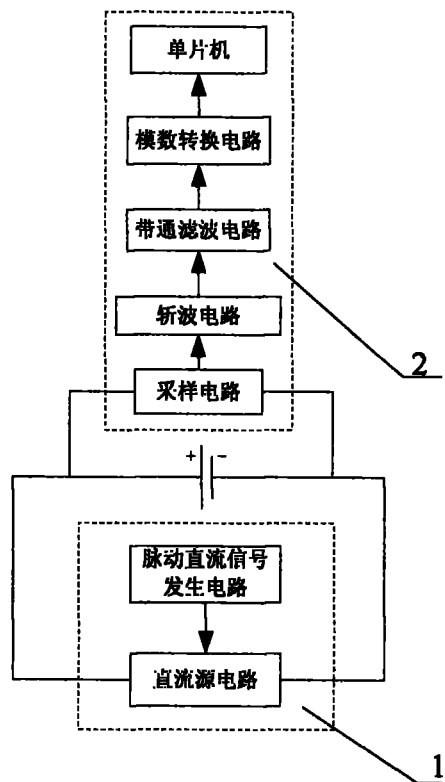 单片机
模数转换电路
带通滤波电路
斩波电路
2
采样电路
+ -
脉动直流信号
发生电路
直流源电路
1